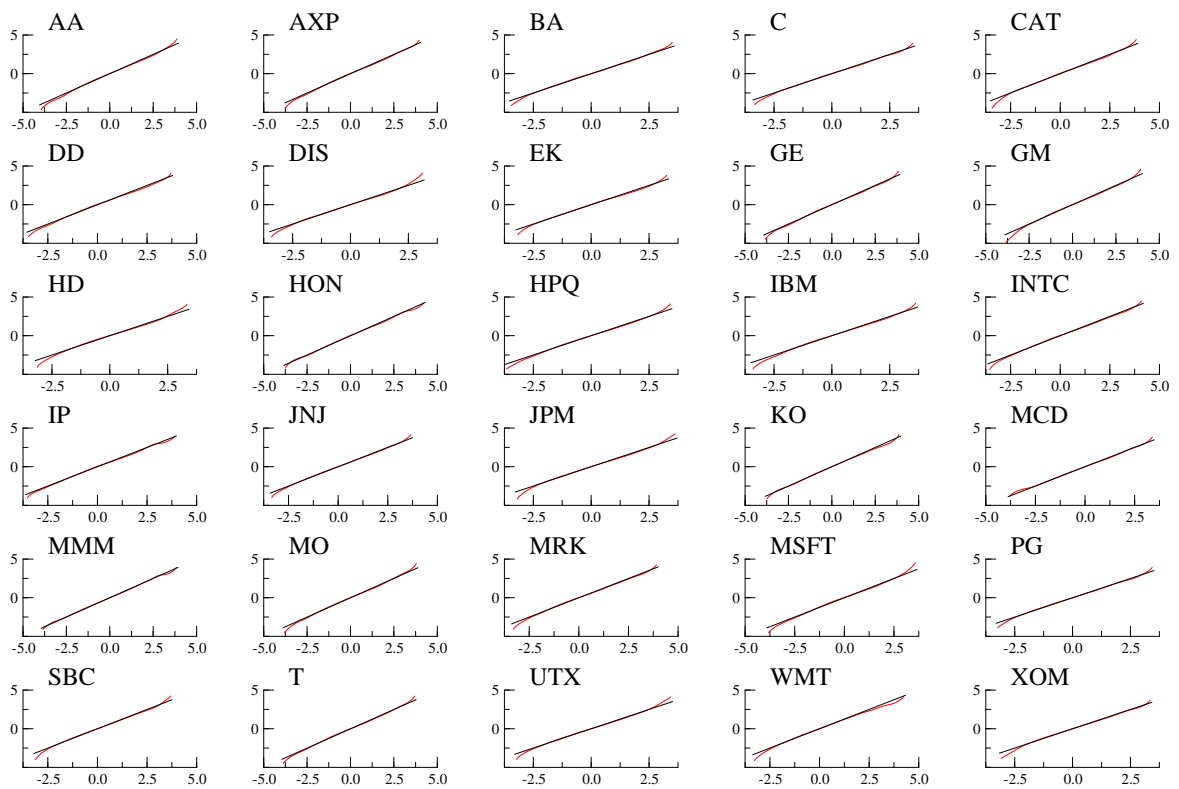 AA AXP BA C CAT
5 5 5 5 5
0 0 0 0 0
-5.0 -2.5 0.0 2.5 5.0 -5.0 -2.5 0.0 2.5 5.0 -2.5 0.0 2.5 -2.5 0.0 2.5 -2.5 0.0 2.5 5.0
DD DIS EK GE GM
5 5 5 5 5
0 0 0 0 0
-2.5 0.0 2.5 5.0 -2.5 0.0 2.5 -2.5 0.0 2.5 -5.0 -2.5 0.0 2.5 5.0 -5.0 -2.5 0.0 2.5 5.0
HD HON HPQ IBM INTC
5 5 5 5 5
0 0 0 0 0
-2.5 0.0 2.5 -5.0 -2.5 0.0 2.5 5.0 -2.5 0.0 2.5 -2.5 0.0 2.5 -2.5 0.0 2.5 5.0
IP JNJ JPM KO MCD
5 5 5 5 5
0 0 0 0 0
-2.5 0.0 2.5 5.0 -2.5 0.0 2.5 5.0 -2.5 0.0 2.5 -5.0 -2.5 0.0 2.5 5.0 -5.0 -2.5 0.0 2.5
MMM MO MRK MSFT PG
5 5 5 5 5
0 0 0 0 0
-5.0 -2.5 0.0 2.5 5.0 -5.0 -2.5 0.0 2.5 5.0 -2.5 0.0 2.5 5.0 -5.0 -2.5 0.0 2.5 -2.5 0.0 2.5
SBC T UTX WMT XOM
5 5 5 5 5
0 0 0 0 0
-2.5 0.0 2.5 5.0 -5.0 -2.5 0.0 2.5 5.0 -2.5 0.0 2.5 -2.5 0.0 2.5 5.0 -2.5 0.0 2.5